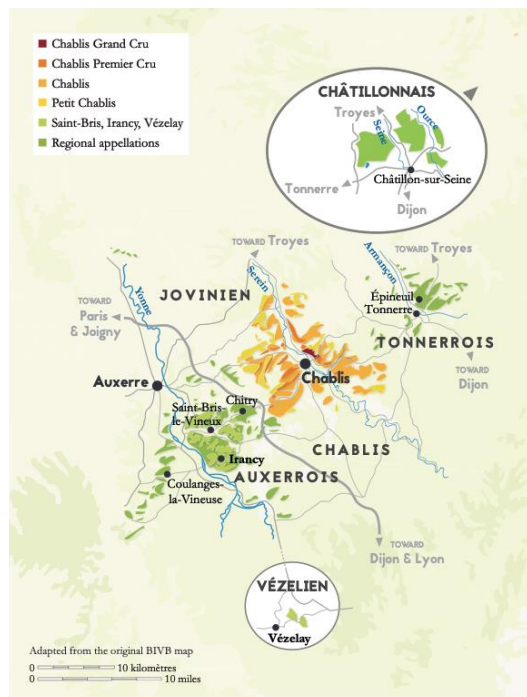 Chablis Grand Cru
Chablis Premier Cru
Chablis
Petit Chablis
Saint-Bris, Irancy, Vézelay
Regional appellations
CHÂTILLONNAIS
Troyes
Seine
Ource
Châtillon-sur-Seine
Tonnerre
Dijon
TOWARD Troyes
TOWARD
Troyes
Armançon
Serein
Yonne
JOVINIEN
Épineuil
Tonnerre
TOWARD
Paris
& Joigny
TONNERROIS
TOWARD
Dijon
Auxerre
Chablis
Chitry
Saint-Bris-
le-Vineux
CHABLIS
Irancy
AUXERROIS
Coulanges-
la-Vineuse
TOWARD
Dijon & Lyon
VÉZELIEN
Vézelay
Adapted from the original BIVB map
0 10 kilomètres
0 10 miles